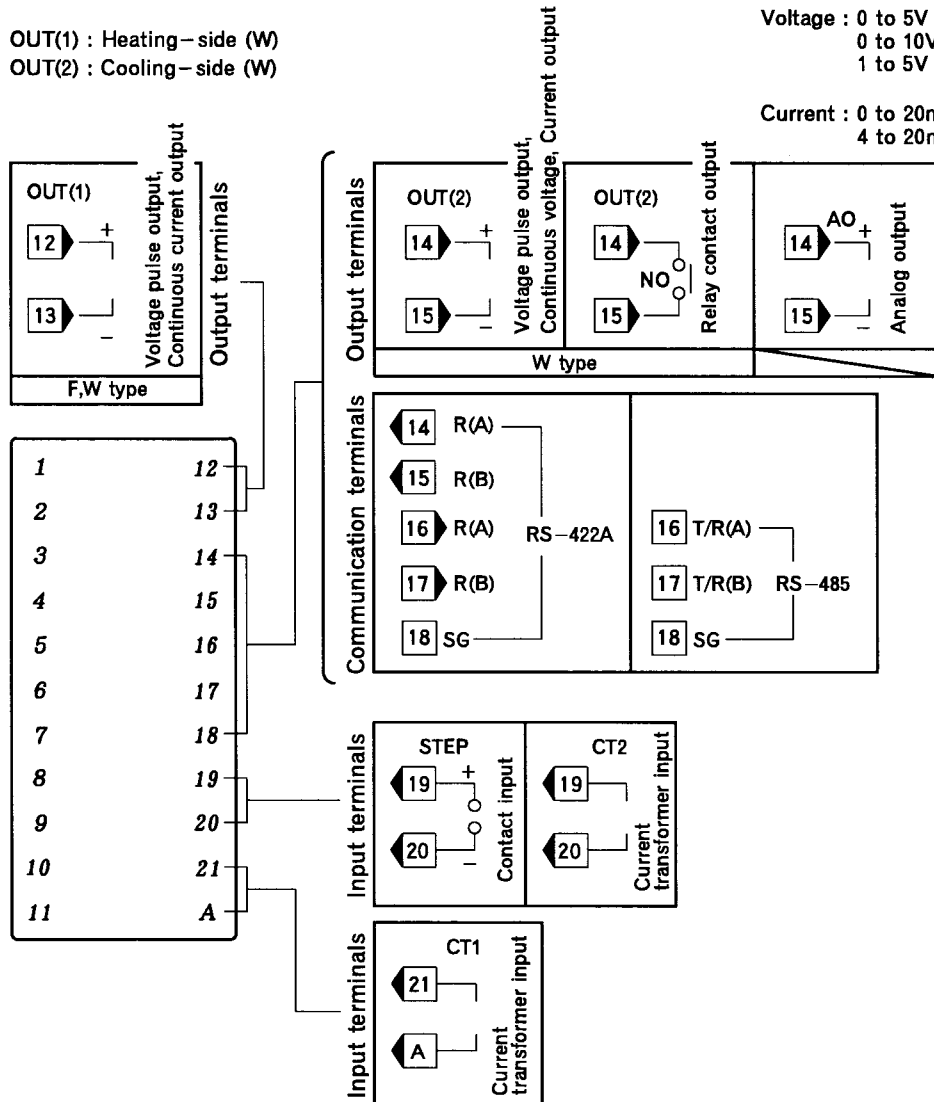 OUT(1) : Heating-side (W)
OUT(2) : Cooling-side (W)
Voltage : 0 to 5V
0 to 10V
1 to 5V
Current : 0 to 20m
4 to 20m
OUT(1)
12 +
13 −
Voltage pulse output,
Continuous current output
F,W type
Output terminals
Output terminals
OUT(2)
14 +
15 −
Voltage pulse output,
Continuous voltage, Current output
OUT(2)
14
NO
15
Relay contact output
W type
AO
14 +
15 −
Analog output
1 12
2 13
3 14
4 15
5 16
6 17
7 18
8 19
9 20
10 21
11 A
Communication terminals
14 R(A)
15 R(B)
16 R(A)
17 R(B)
18 SG
RS-422A
16 T/R(A)
17 T/R(B)
18 SG
RS-485
Input terminals
STEP
19 +
20 −
Contact input
CT2
19
20
Current
transformer input
Input terminals
CT1
21
A
Current
transformer input